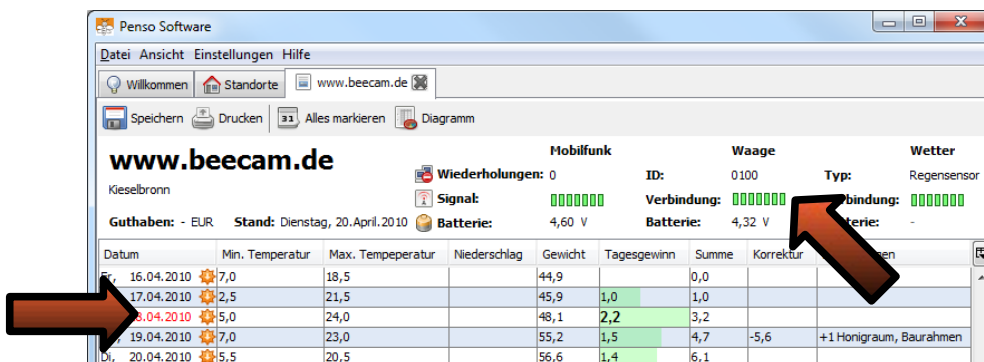 Penso Software
Datei Ansicht Einstellungen Hilfe
Willkommen Standorte www.beecam.de
Speichern Drucken 31 Alles markieren Diagramm
www.beecam.de Mobilfunk Waage Wetter
Wiederholungen: 0 ID: 0100 Typ: Regensensor
Kieselbronn
Signal: Verbindung:
Guthaben: - EUR Stand: Dienstag, 20.April.2010 Batterie: 4,60 V Batterie: 4,32 V -
Datum Min. Temperatur Max. Tempeperatur Niederschlag Gewicht Tagesgewinn Summe Korrektur
16.04.2010 7,0 18,5 44,9 0,0
17.04.2010 2,5 21,5 45,9 1,0 1,0
.04.2010 5,0 24,0 48,1 2,2 3,2
19.04.2010 7,0 23,0 55,2 1,5 4,7 -5,6 +1 Honigraum, Baurahmen
Di, 20.04.2010 5,5 20,5 56,6 1,4 6,1